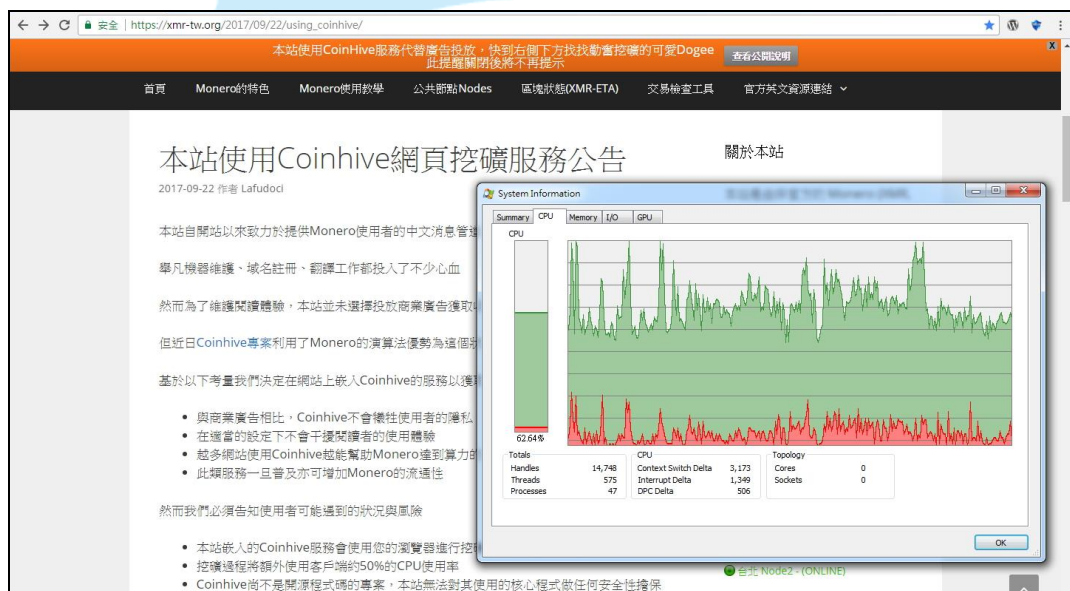 安全 https://xmr-tw.org/2017/09/22/using_coinhive/
本站使用CoinHive服務代替廣告投放，快到右側下方找找勤奮挖礦的可愛Dogee
此提醒關閉後將不再提示
查看公開說明
X
首頁 Monero的特色 Monero使用教學 公共節點Nodes 區塊狀態(XMR-ETA) 交易檢查工具 官方英文資源連結
本站使用Coinhive網頁挖礦服務公告
2017-09-22 作者 Lafudoci
關於本站
本站自開站以來致力於提供Monero使用者的中文消息管道
舉凡機器維護、域名註冊、翻譯工作都投入了不少心血
然而為了維護閱讀體驗，本站並未選擇投放商業廣告獲取
但近日Coinhive專案利用了Monero的演算法優勢為這個
基於以下考量我們決定在網站上嵌入Coinhive的服務以獲
與商業廣告相比，Coinhive不會犧牲使用者的隱私
在適當的設定下不會干擾閱讀者的使用體驗
越多網站使用Coinhive越能幫助Monero達到算力的
此類服務一旦普及亦可增加Monero的流通性
然而我們必須告知使用者可能遇到的狀況與風險
本站嵌入的Coinhive服務會使用您的瀏覽器進行挖
挖礦過程將額外使用客戶端約50%的CPU使用率
Coinhive尚不是開源程式碼的專案，本站無法對其使用的核心程式做任何安全性擔保
System Information
Summary CPU Memory I/O GPU
CPU
62.64%
Totals
Handles 14,748
Threads 575
Processes 47
CPU
Context Switch Delta 3,173
Interrupt Delta 1,349
DPC Delta 506
Topology
Cores 0
Sockets 0
OK
台北 Node2 - (ONLINE)